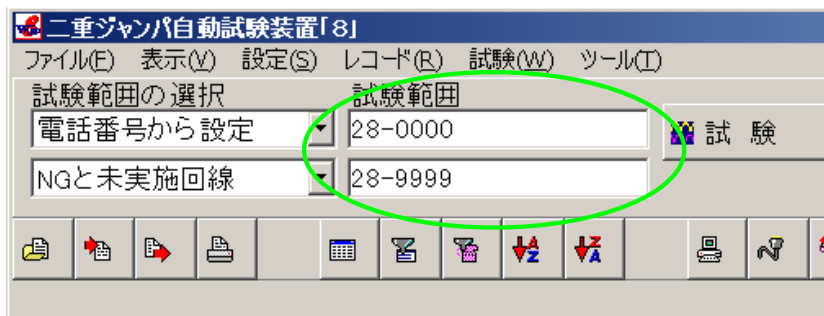 二重ジャンパ自動試験装置「8」
ファイル(F) 表示(V) 設定(S) レコード(R) 試験(W) ツール(T)
試験範囲の選択 試験範囲
電話番号から設定 28-0000 試 験
NGと未実施回線 28-9999